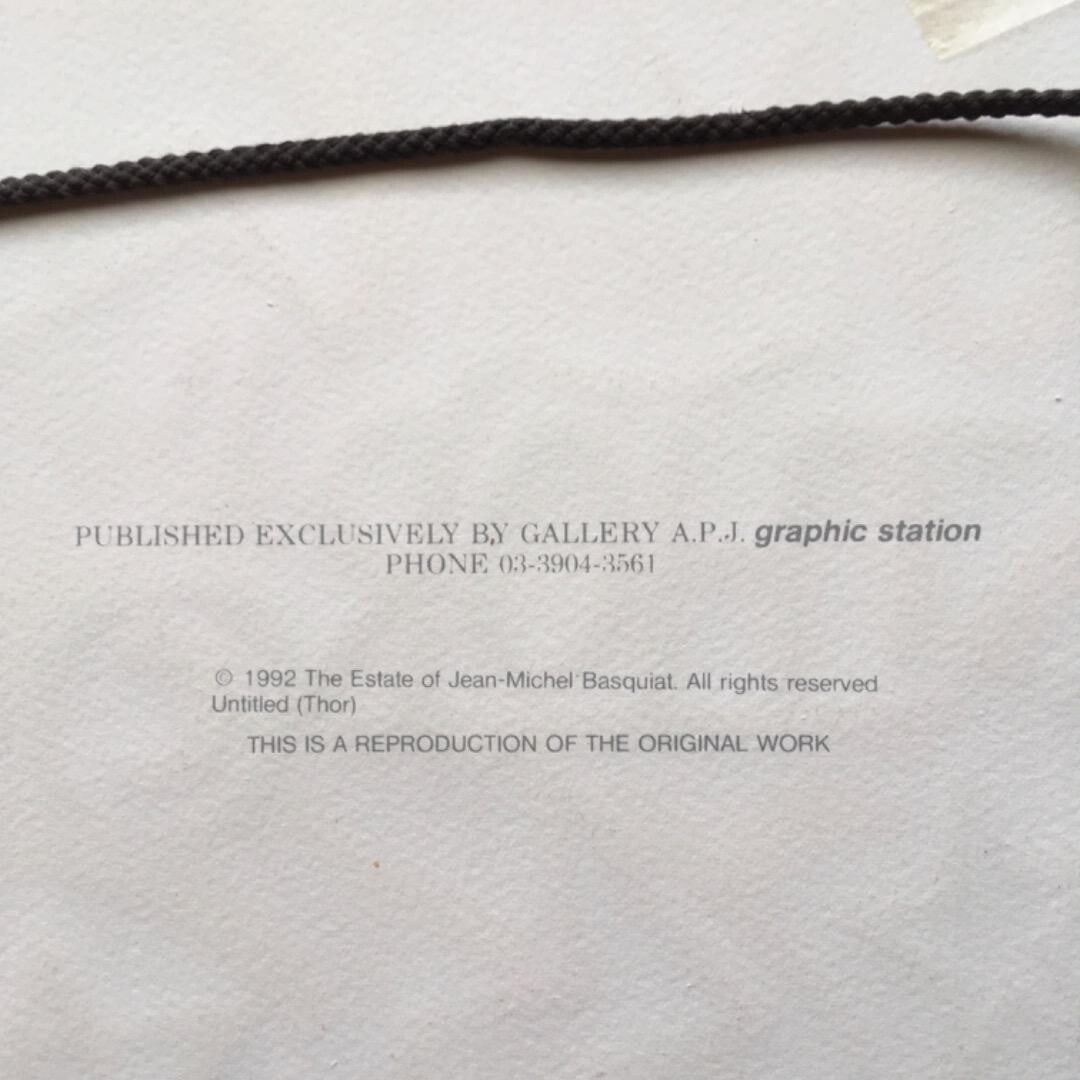 PUBLISHED EXCLUSIVELY BY GALLERY A.P.J. graphic station
PHONE 03-3904-3561
© 1992 The Estate of Jean-Michel Basquiat. All rights reserved
Untitled (Thor)
THIS IS A REPRODUCTION OF THE ORIGINAL WORK